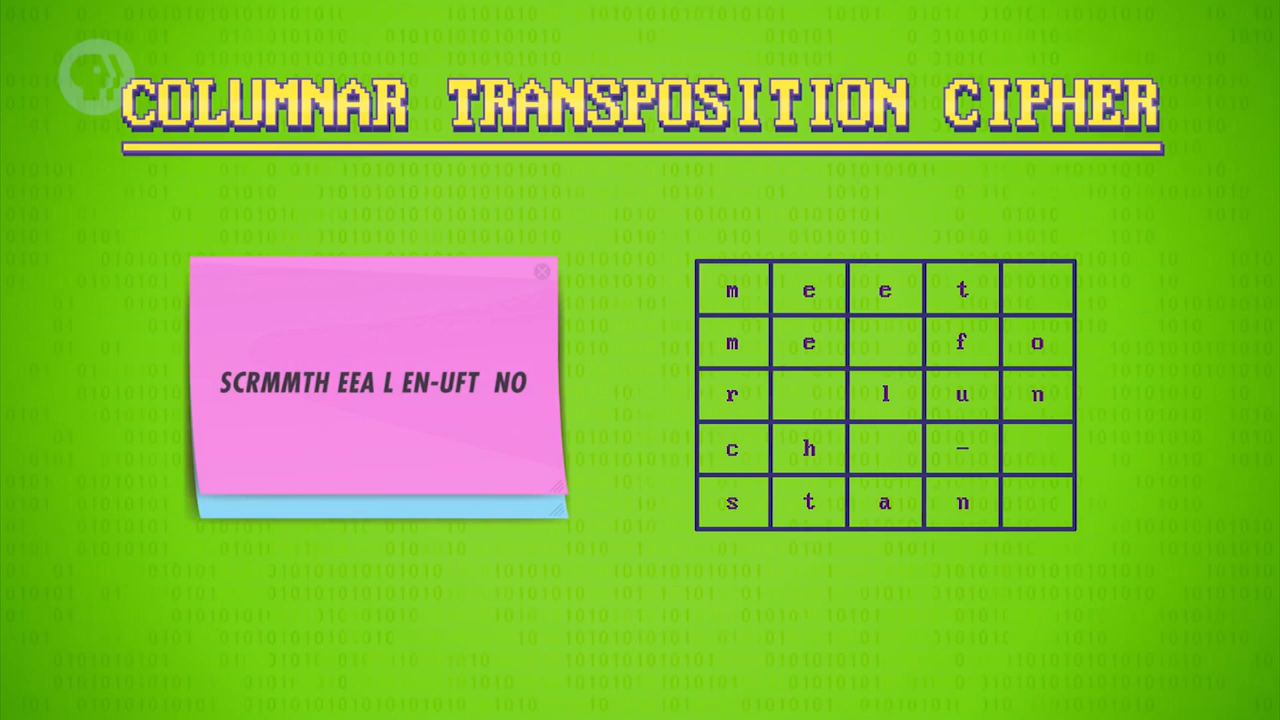 COLUMNAR TRANSPOSITION CIPHER
SCRMMTH EEA L EN-UFT  NO
m e e t
m e f o
r l u n
c h -
s t a n